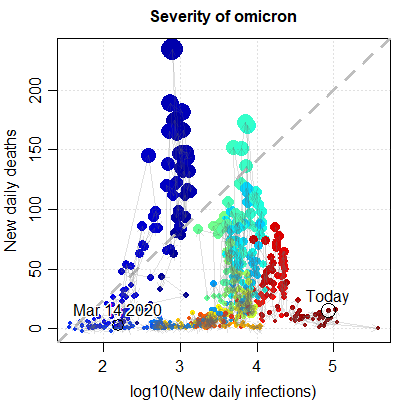 Severity of omicron
New daily deaths
200
150
100
50
0
Mar, 14 2020
Today
2
3
4
5
log10(New daily infections)